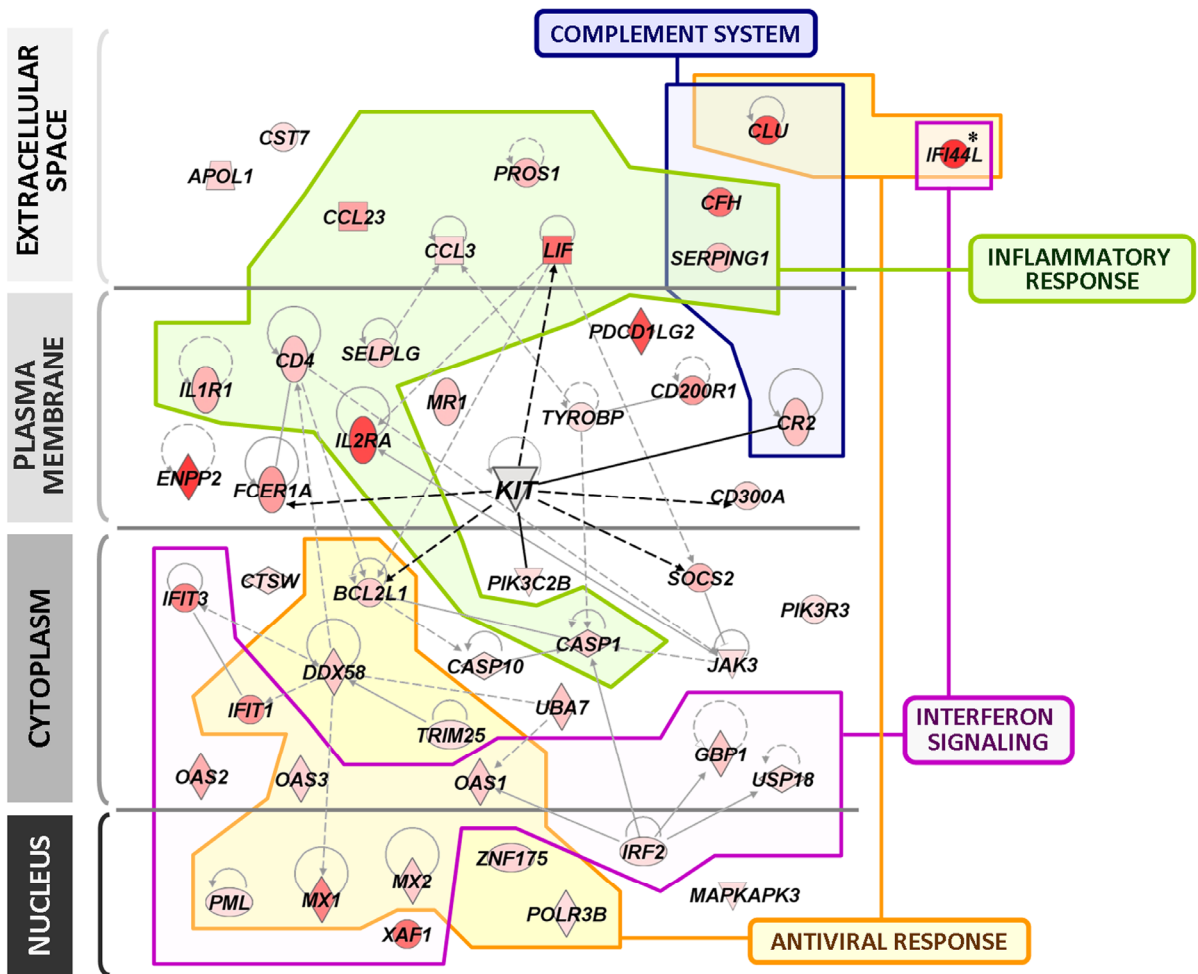 COMPLEMENT SYSTEM
EXTRACELLULAR
SPACE
CLU
CST7
*
IFI44L
APOL1
PROS1
CCL23
CFH
CCL3
LIF
SERPING1
INFLAMMATORY
RESPONSE
PLASMA
MEMBRANE
PDCD1LG2
CD4
SELPLG
IL1R1
MR1
CD200R1
TYROBP
CR2
IL2RA
ENPP2
FCER1A
KIT
CD300A
CYTOPLASM
CTSW
BCL2L1
PIK3C2B
SOCS2
IFIT3
PIK3R3
CASP1
CASP10
JAK3
DDX58
IFIT1
UBA7
TRIM25
INTERFERON
SIGNALING
GBP1
OAS2
OAS3
OAS1
USP18
NUCLEUS
IRF2
ZNF175
MX2
PML
MX1
MAPKAPK3
POLR3B
XAF1
ANTIVIRAL RESPONSE